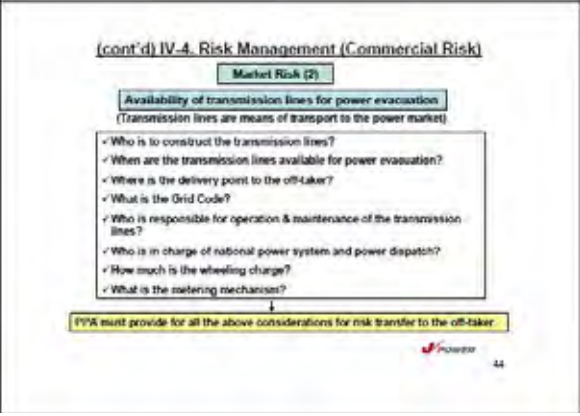 (cont'd) IV-4. Risk Management (Commercial Risk)
Market Risk (2)
Availability of transmission lines for power evacuation
(Transmission lines are means of transport to the power market)
✓Who is to construct the transmission lines?
✓When are the transmission lines available for power evacuation?
✓Where is the delivery point to the off-taker?
✓What is the Grid Code?
✓Who is responsible for operation & maintenance of the transmission
lines?
✓Who is in charge of national power system and power dispatch?
✓How much is the wheeling charge?
✓What is the metering mechanism?
PPA must provide for all the above considerations for risk transfer to the off-taker
J POWER
44